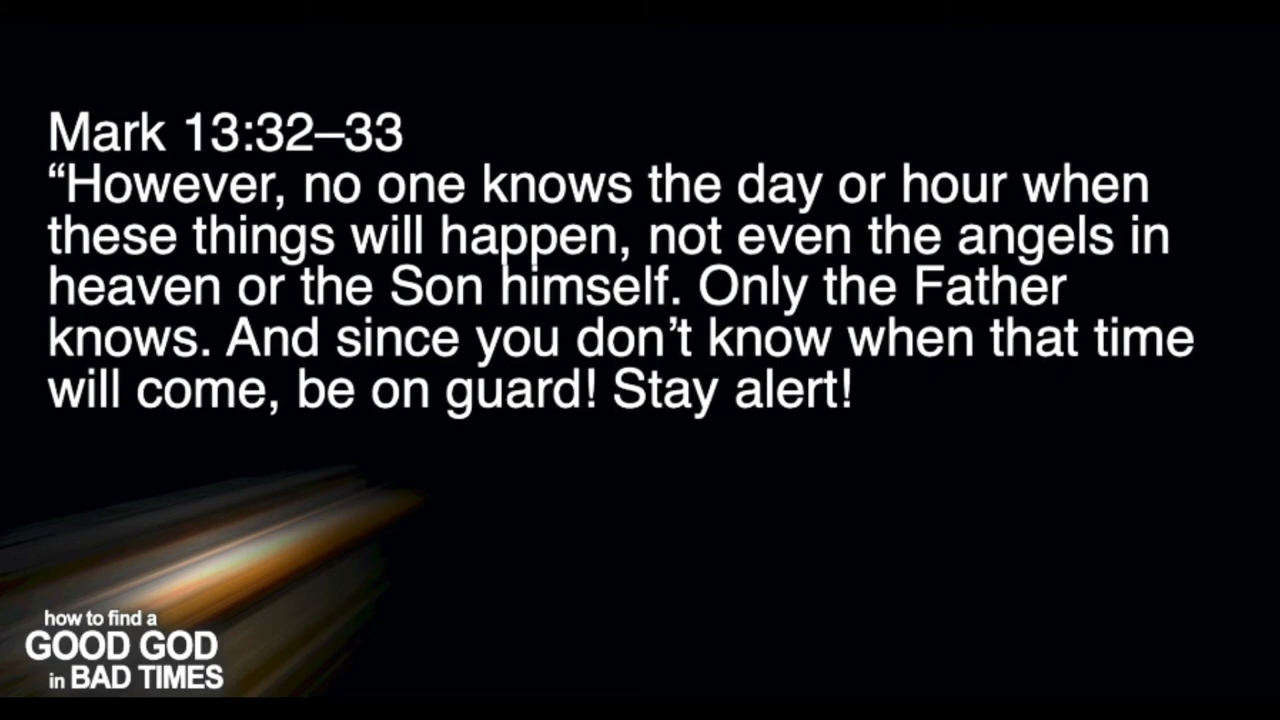 Mark 13:32–33
“However, no one knows the day or hour when
these things will happen, not even the angels in
heaven or the Son himself. Only the Father
knows. And since you don’t know when that time
will come, be on guard! Stay alert!
how to find a
GOOD GOD
in BAD TIMES